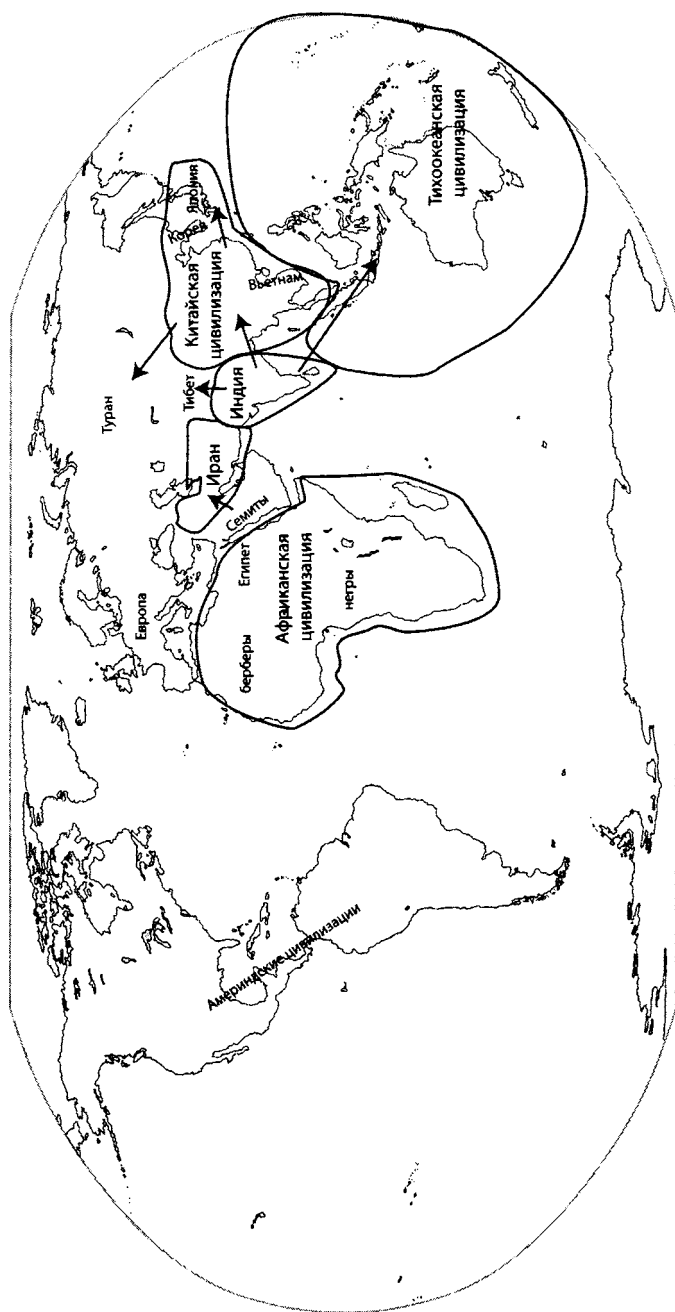 Европа
Туран
Тибет
Корея
Япония
Китайская
цивилизация
Вьетнам
Иран
Индия
Семиты
Египет
берберы
Африканская
цивилизация
негры
Америндские цивилизации
Тихоокеанская
цивилизация